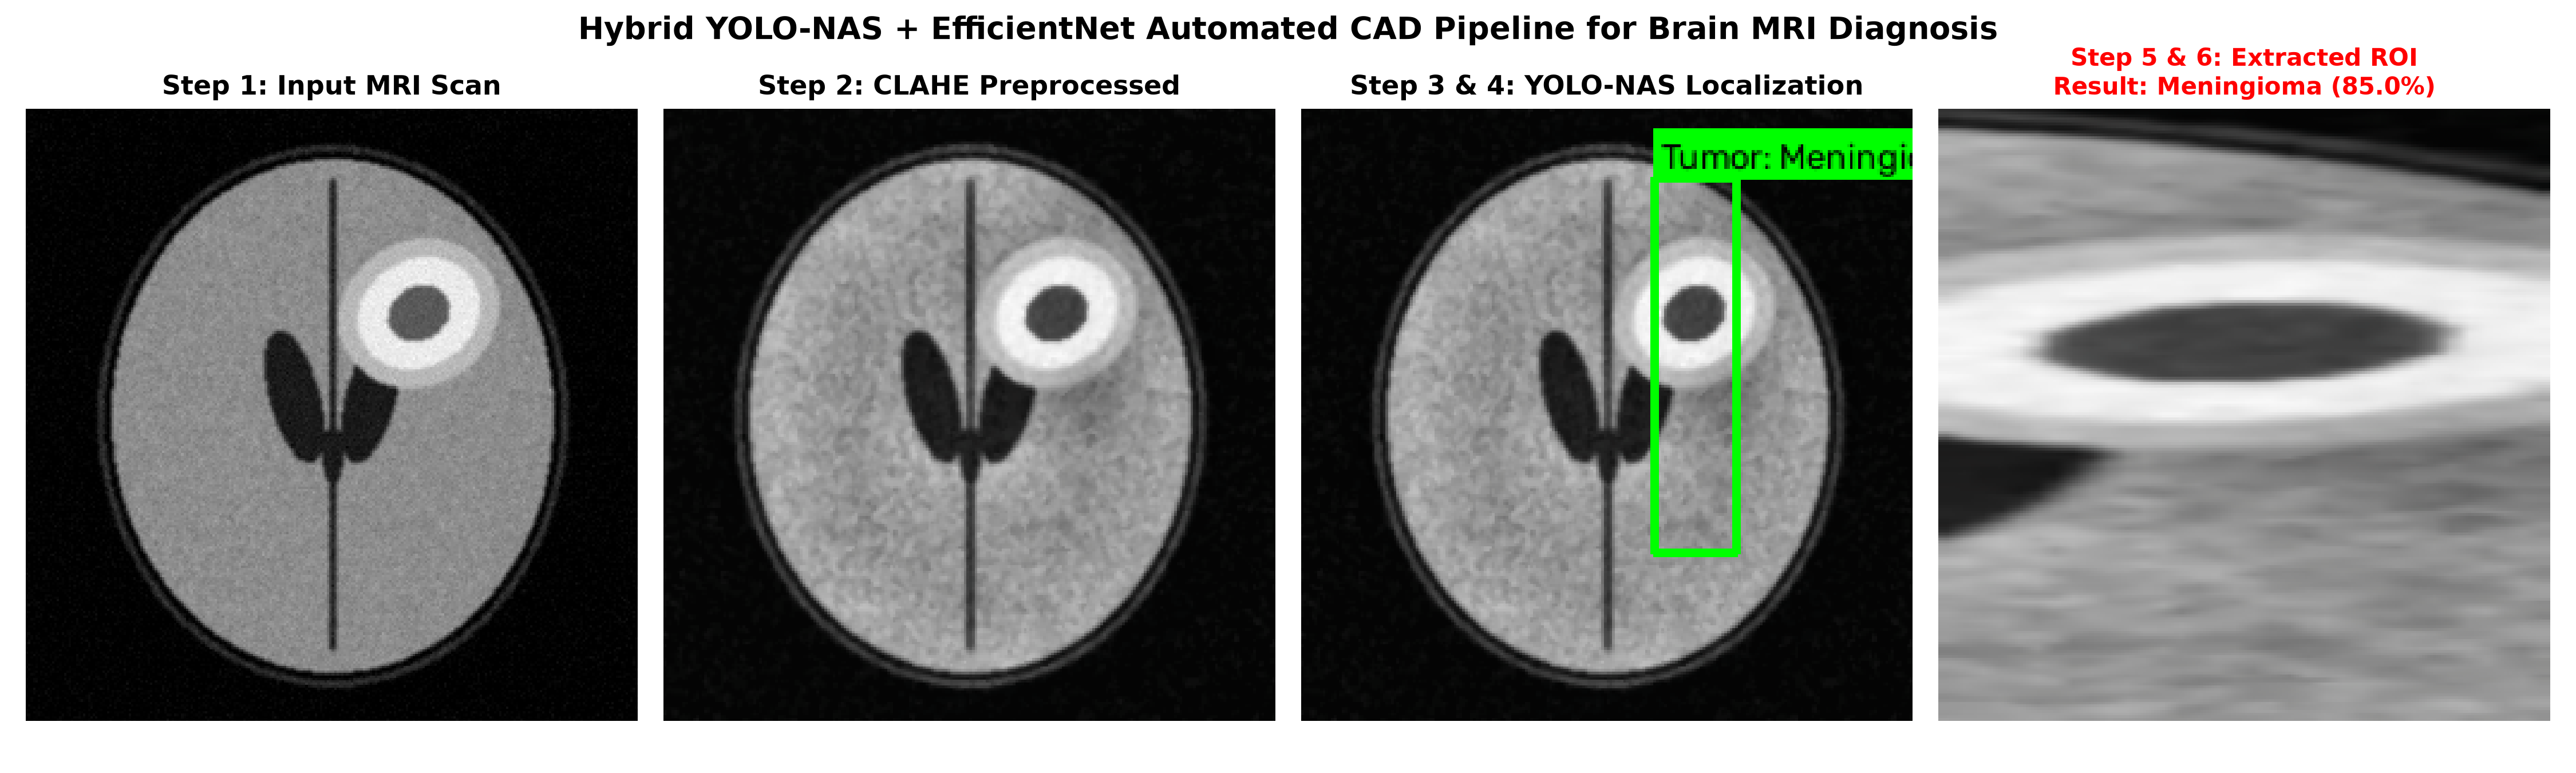 Hybrid YOLO-NAS + EfficientNet Automated CAD Pipeline for Brain MRI Diagnosis
Step 1: Input MRI Scan
Step 2: CLAHE Preprocessed
Step 3 & 4: YOLO-NAS Localization
Step 5 & 6: Extracted ROI
Result: Meningioma (85.0%)
Tumor: Meningi